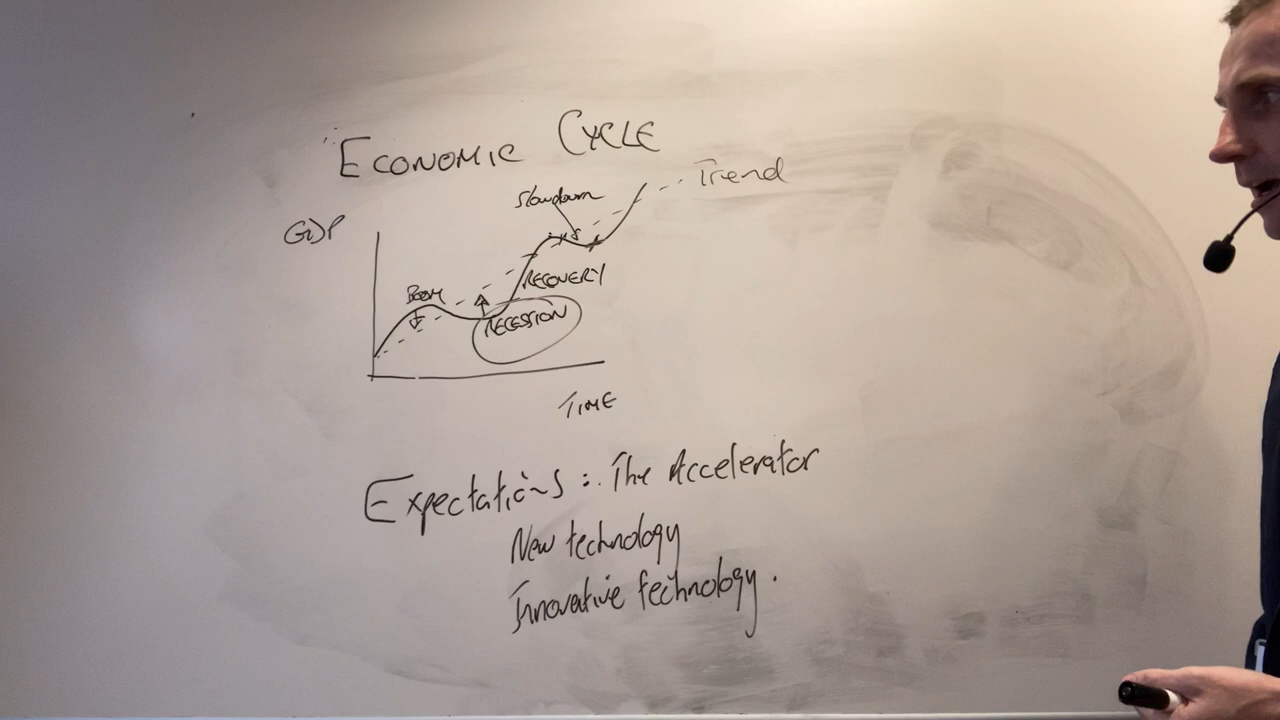 ECONOMIC CYCLE
Trend
Slowdown
GDP
RECOVERY
BOOM
RECESSION
TIME
Expectations : The Accelerator
New technology
Innovative technology.